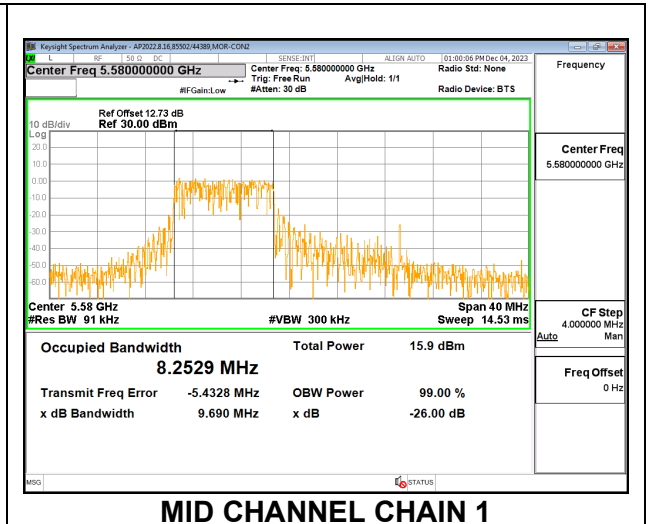 Keysight Spectrum Analyzer - AP2022.8.16,85502/44389,MOR-CON2
L RF 50 Ω DC SENSE:INT ALIGN AUTO 01:00:06 PM Dec 04, 2023
Center Freq 5.580000000 GHz
Center Freq: 5.580000000 GHz
Radio Std: None
Trig: Free Run Avg|Hold: 1/1
#IFGain:Low #Atten: 30 dB Radio Device: BTS
Frequency
Ref Offset 12.73 dB
10 dB/div Ref 30.00 dBm
Log
20.0
10.0
0.00
-10.0
-20.0
-30.0
-40.0
-50.0
-60.0
Center Freq
5.580000000 GHz
Center 5.58 GHz Span 40 MHz
#Res BW 91 kHz #VBW 300 kHz Sweep 14.53 ms
CF Step
4.000000 MHz
Auto Man
Occupied Bandwidth Total Power 15.9 dBm
8.2529 MHz
Freq Offset
0 Hz
Transmit Freq Error -5.4328 MHz OBW Power 99.00 %
x dB Bandwidth 9.690 MHz x dB -26.00 dB
MSG STATUS
MID CHANNEL CHAIN 1